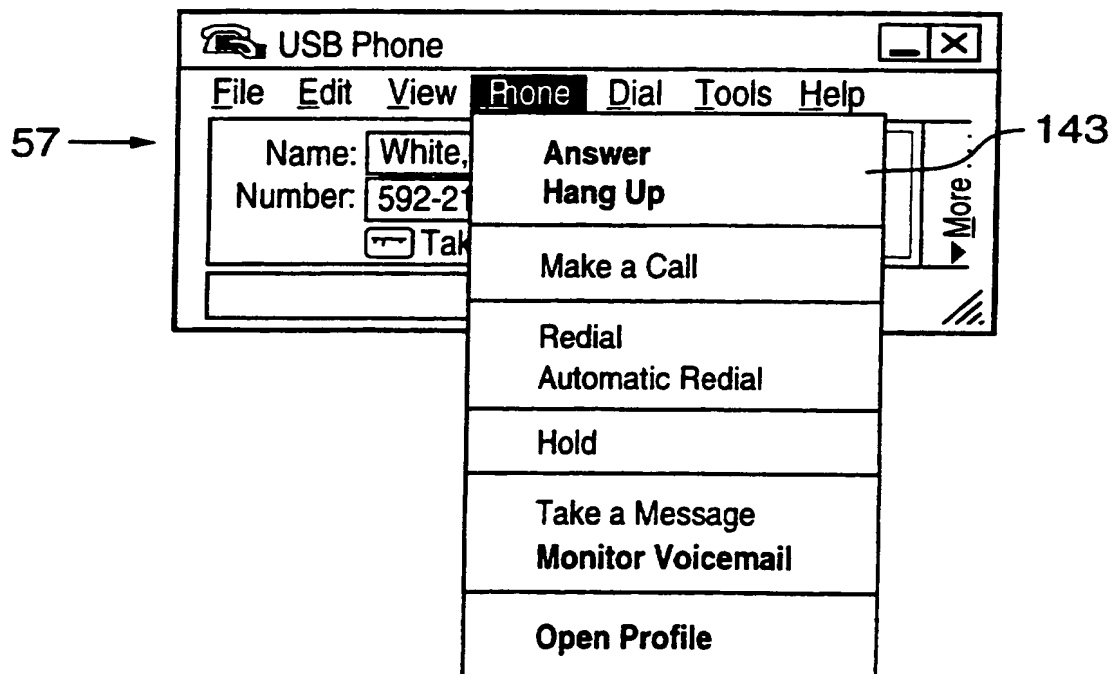 USB Phone
File Edit View Phone Dial Tools Help
57
143
Name: White,
Number: 592-21
Tak
More...
Answer
Hang Up
Make a Call
Redial
Automatic Redial
Hold
Take a Message
Monitor Voicemail
Open Profile